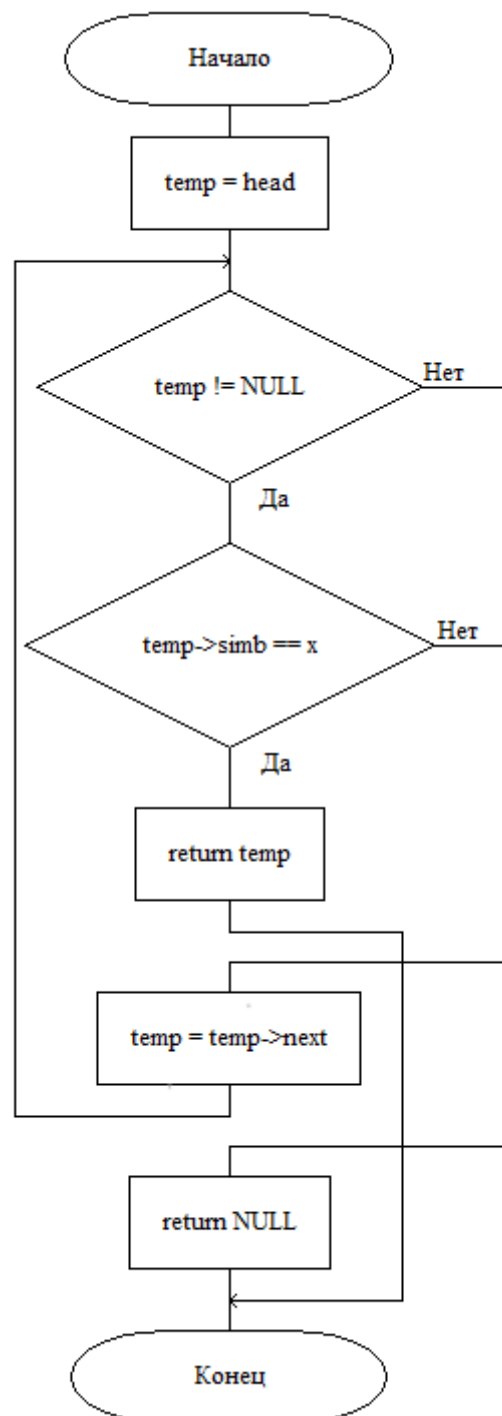 Начало
temp = head
temp != NULL
Нет
Да
temp->simb == x
Нет
Да
return temp
temp = temp->next
return NULL
Конец